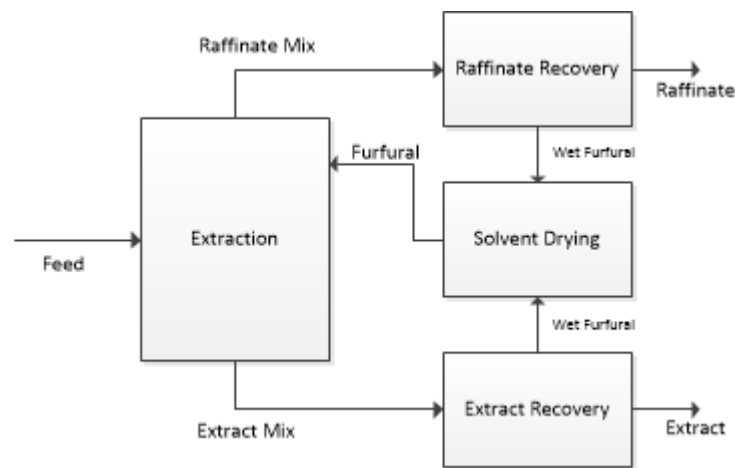 Raffinate Mix
Raffinate Recovery
Raffinate
Furfural
Wet Furfural
Extraction
Solvent Drying
Feed
Wet Furfural
Extract Mix
Extract Recovery
Extract